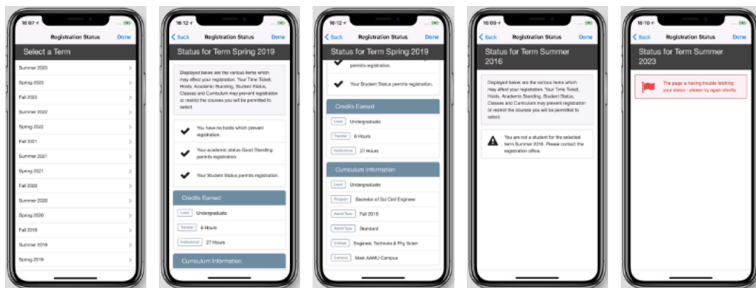 16:07
Registration Status Done
Select a Term
Summer 2023
Spring 2023
Fall 2022
Summer 2022
Spring 2022
Fall 2021
Summer 2021
Spring 2021
Fall 2020
Summer 2020
Spring 2020
Fall 2019
Summer 2019
Spring 2019
16:12
Back Registration Status Done
Status for Term Spring 2019
Displayed below are the various items which
may affect your registration. Your Time Ticket,
Holds, Academic Standing, Student Status,
Classes and Curriculum may prevent registration
or restrict the courses you will be permitted to
select.
You have no holds which prevent
registration.
Your academic status Good Standing
permits registration.
Your Student Status permits registration.
Credits Earned
Level Undergraduate
Transfer 6 Hours
Institutional 27 Hours
Curriculum Information
16:12
Back Registration Status Done
Status for Term Spring 2019
permits registration.
Your Student Status permits registration.
Credits Earned
Level Undergraduate
Transfer 6 Hours
Institutional 27 Hours
Curriculum Information
Level Undergraduate
Program Bachelor of Sci Civil Engineer
Admit Term Fall 2018
Admit Type Standard
College Engineer, Technolo & Phy Scien
Campus Main AAMU Campus
16:09
Back Registration Status Done
Status for Term Summer
2016
Displayed below are the various items which
may affect your registration. Your Time Ticket,
Holds, Academic Standing, Student Status,
Classes and Curriculum may prevent registration
or restrict the courses you will be permitted to
select.
You are not a student for the selected
term Summer 2016. Please contact the
registration office.
16:10
Back Registration Status Done
Status for Term Summer
2023
The page is having trouble fetching
your status - please try again shortly